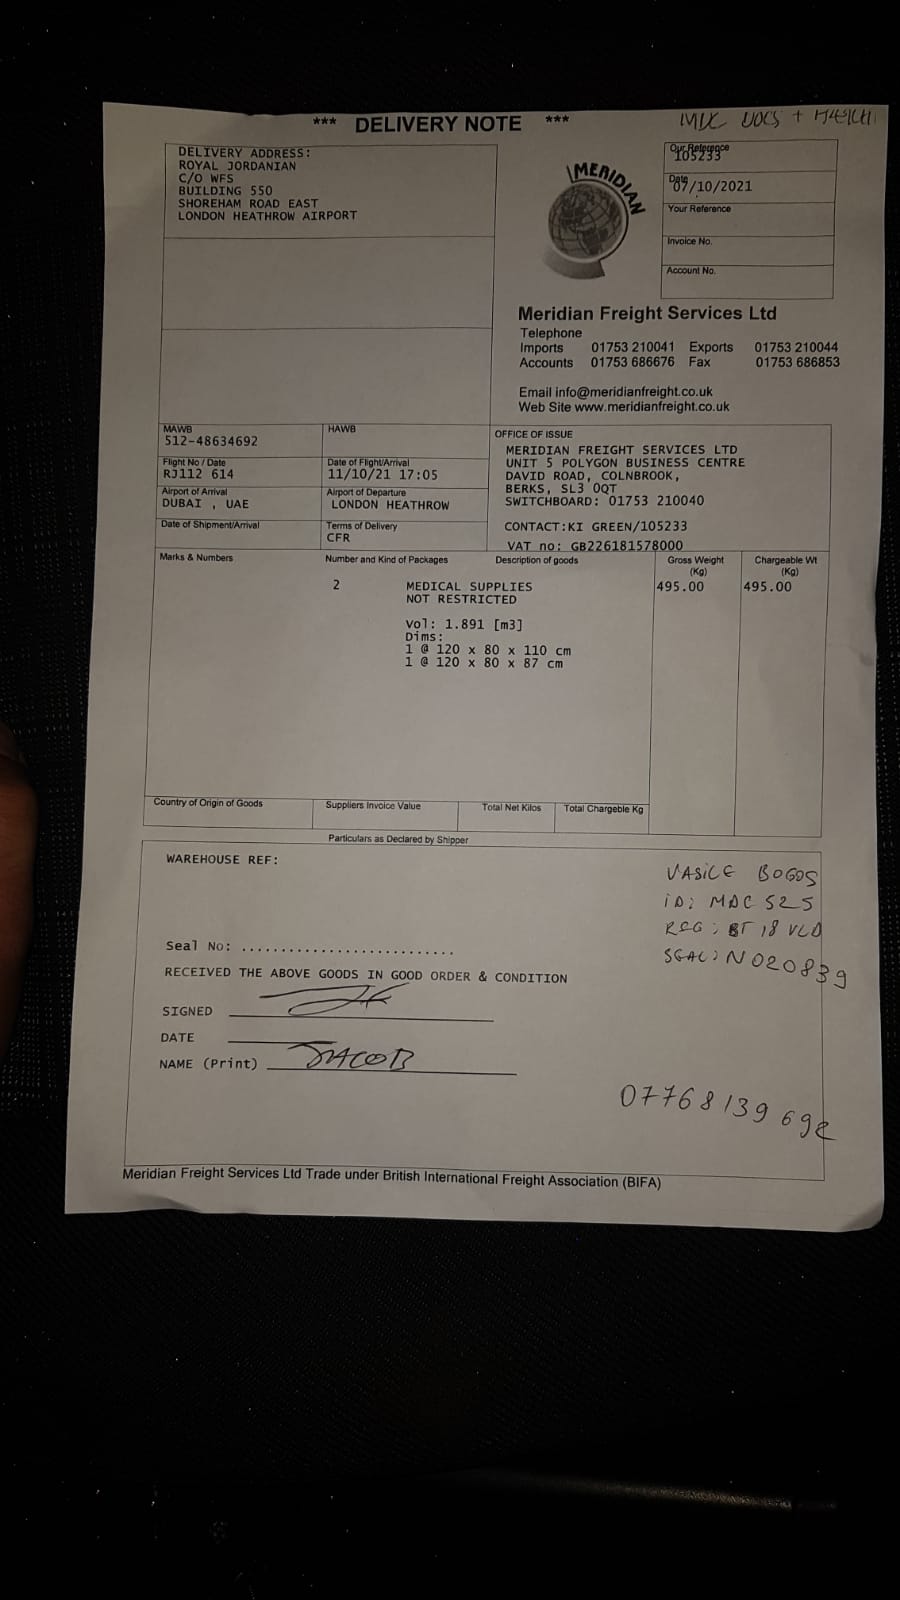 MDC DOCS +
*** DELIVERY NOTE ***
DELIVERY ADDRESS:
ROYAL JORDANIAN
C/O WFS
BUILDING 550
SHOREHAM ROAD EAST
LONDON HEATHROW AIRPORT
MERIDIAN
Our Reference
105233
Date
07/10/2021
Your Reference
Invoice No.
Account No.
Meridian Freight Services Ltd
Telephone
Imports 01753 210041 Exports 01753 210044
Accounts 01753 686676 Fax 01753 686853
Email info@meridianfreight.co.uk
Web Site www.meridianfreight.co.uk
MAWB
512-48634692
HAWB
Flight No / Date
RJ112 614
Date of Flight/Arrival
11/10/21 17:05
Airport of Arrival
DUBAI , UAE
Airport of Departure
LONDON HEATHROW
Date of Shipment/Arrival
Terms of Delivery
CFR
OFFICE OF ISSUE
MERIDIAN FREIGHT SERVICES LTD
UNIT 5 POLYGON BUSINESS CENTRE
DAVID ROAD, COLNBROOK,
BERKS, SL3 0QT
SWITCHBOARD: 01753 210040
CONTACT:KI GREEN/105233
VAT no: GB226181578000
Marks & Numbers Number and Kind of Packages Description of goods Gross Weight (Kg) Chargeable Wt (Kg)
2 MEDICAL SUPPLIES 495.00 495.00
NOT RESTRICTED
Vol: 1.891 [m3]
Dims:
1 @ 120 x 80 x 110 cm
1 @ 120 x 80 x 87 cm
Country of Origin of Goods Suppliers Invoice Value Total Net Kilos Total Chargeble Kg
Particulars as Declared by Shipper
WAREHOUSE REF:
VASILE BOGOS
ID: MDC 525
REG: BT 18 VLD
SEAL: N020839
Seal No: ...........................
RECEIVED THE ABOVE GOODS IN GOOD ORDER & CONDITION
SIGNED
DATE
NAME (Print) JACOB
07768139692
Meridian Freight Services Ltd Trade under British International Freight Association (BIFA)